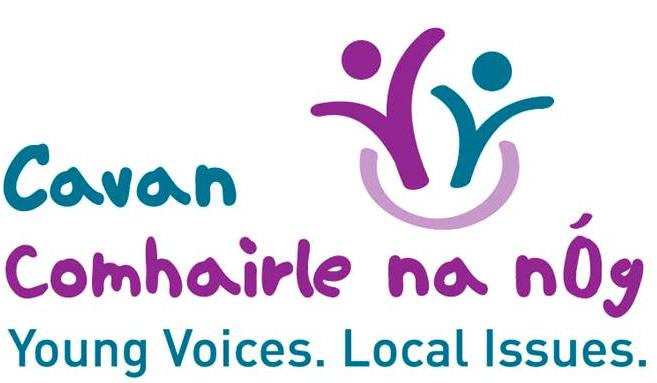 Cavan
Comhairle na nÓg
Young Voices. Local Issues.